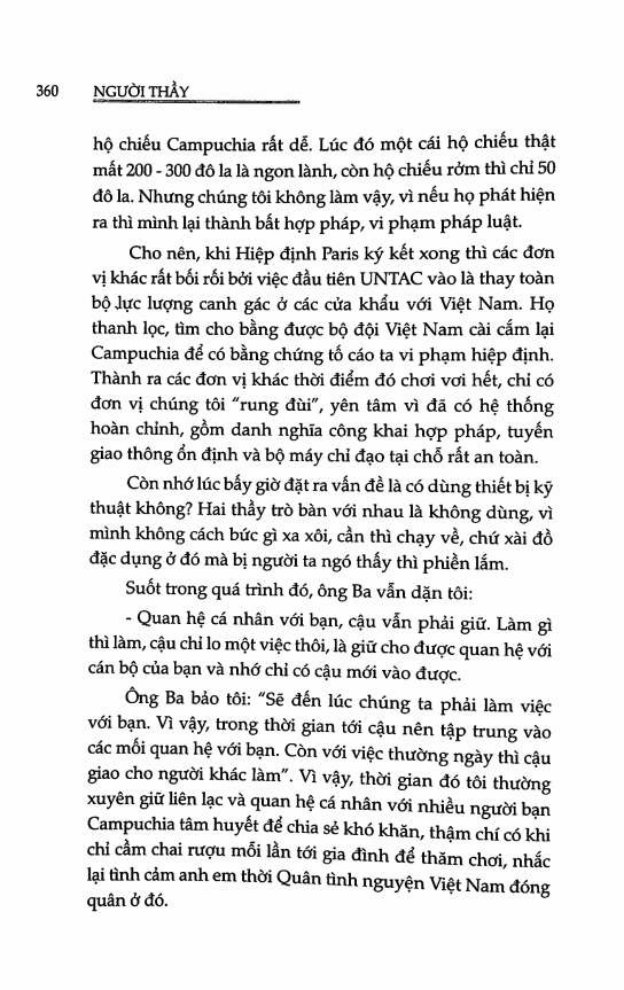 360 NGƯỜI THẦY
hộ chiếu Campuchia rất dễ. Lúc đó một cái hộ chiếu thật
mất 200 - 300 đô la là ngon lành, còn hộ chiếu rởm thì chỉ 50
đô la. Nhưng chúng tôi không làm vậy, vì nếu họ phát hiện
ra thì mình lại thành bất hợp pháp, vi phạm pháp luật.
Cho nên, khi Hiệp định Paris ký kết xong thì các đơn
vị khác rất bối rối bởi việc đầu tiên UNTAC vào là thay toàn
bộ lực lượng canh gác ở các cửa khẩu với Việt Nam. Họ
thanh lọc, tìm cho bằng được bộ đội Việt Nam cài cắm lại
Campuchia để có bằng chứng tố cáo ta vi phạm hiệp định.
Thành ra các đơn vị khác thời điểm đó chơi vơi hết, chỉ có
đơn vị chúng tôi "rung đùi", yên tâm vì đã có hệ thống
hoàn chỉnh, gồm danh nghĩa công khai hợp pháp, tuyến
giao thông ổn định và bộ máy chỉ đạo tại chỗ rất an toàn.
Còn nhớ lúc bấy giờ đặt ra vấn đề là có dùng thiết bị kỹ
thuật không? Hai thầy trò bàn với nhau là không dùng, vì
mình không cách bức gì xa xôi, cần thì chạy về, chứ xài đồ
đặc dụng ở đó mà bị người ta ngó thấy thì phiền lắm.
Suốt trong quá trình đó, ông Ba vẫn dặn tôi:
- Quan hệ cá nhân với bạn, cậu vẫn phải giữ. Làm gì
thì làm, cậu chỉ lo một việc thôi, là giữ cho được quan hệ với
cán bộ của bạn và nhớ chỉ có cậu mới vào được.
Ông Ba bảo tôi: "Sẽ đến lúc chúng ta phải làm việc
với bạn. Vì vậy, trong thời gian tới cậu nên tập trung vào
các mối quan hệ với bạn. Còn với việc thường ngày thì cậu
giao cho người khác làm". Vì vậy, thời gian đó tôi thường
xuyên giữ liên lạc và quan hệ cá nhân với nhiều người bạn
Campuchia tâm huyết để chia sẻ khó khăn, thậm chí có khi
chỉ cầm chai rượu mỗi lần tới gia đình để thăm chơi, nhắc
lại tình cảm anh em thời Quân tình nguyện Việt Nam đóng
quân ở đó.